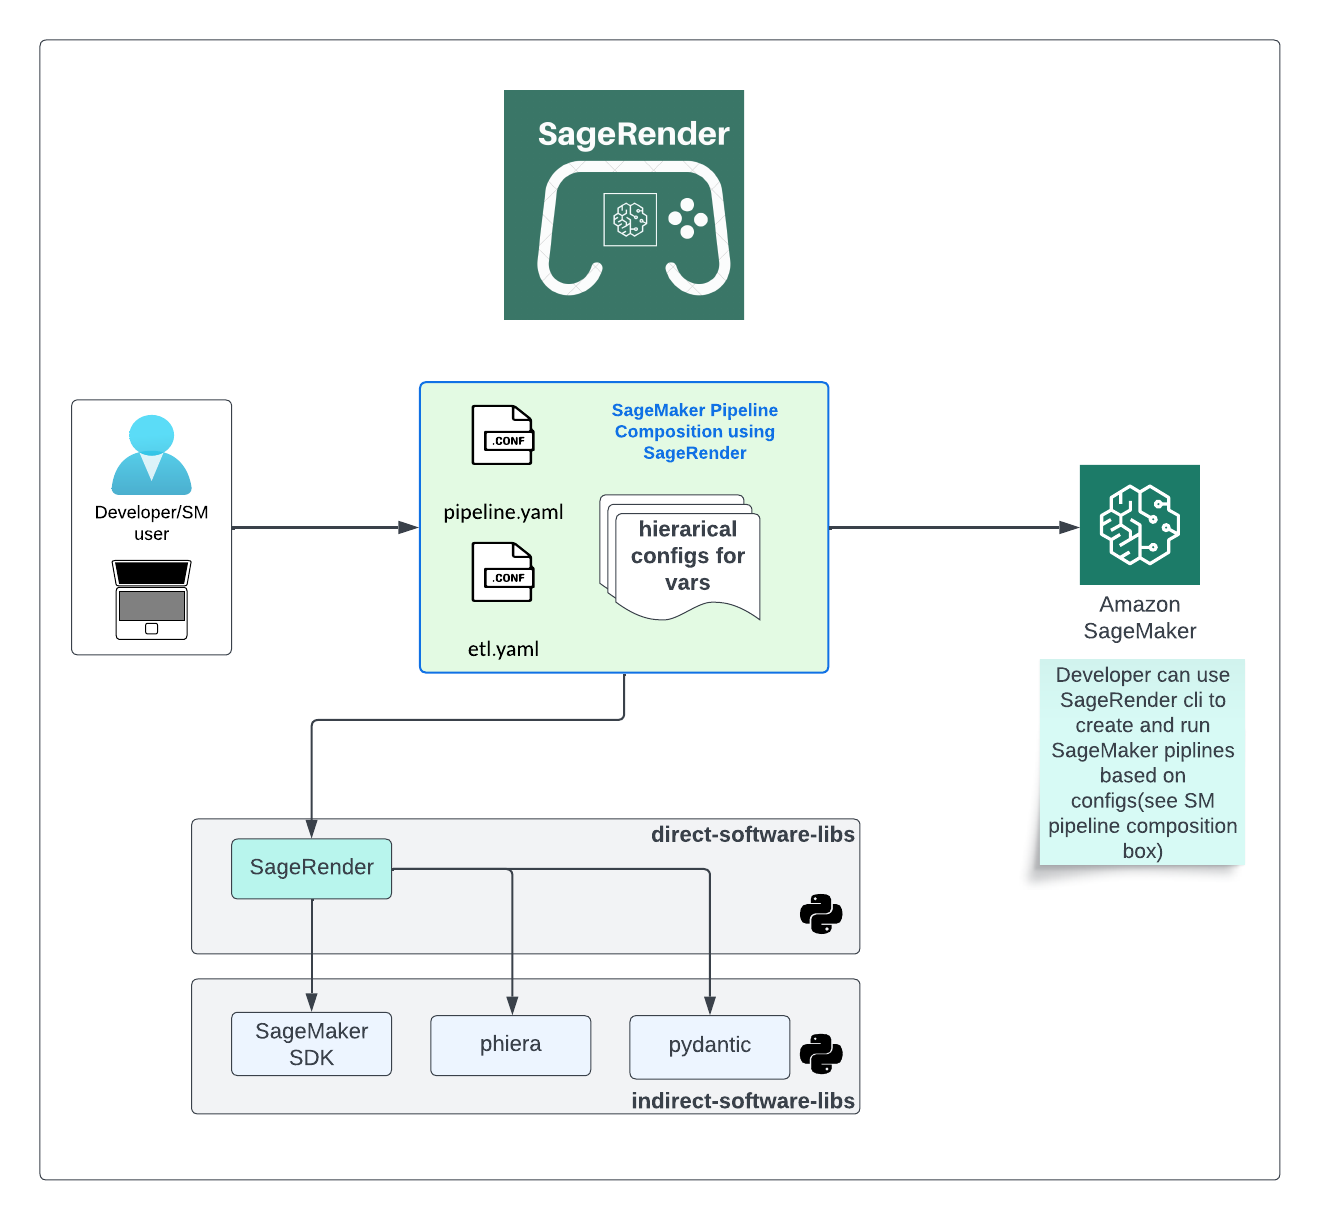 SageRender
Developer/SM
user
.CONF
pipeline.yaml
.CONF
etl.yaml
SageMaker Pipeline
Composition using
SageRender
hierarical
configs for
vars
Amazon
SageMaker
Developer can use
SageRender cli to
create and run
SageMaker piplines
based on
configs(see SM
pipeline composition
box)
direct-software-libs
SageRender
SageMaker
SDK
phiera
pydantic
indirect-software-libs